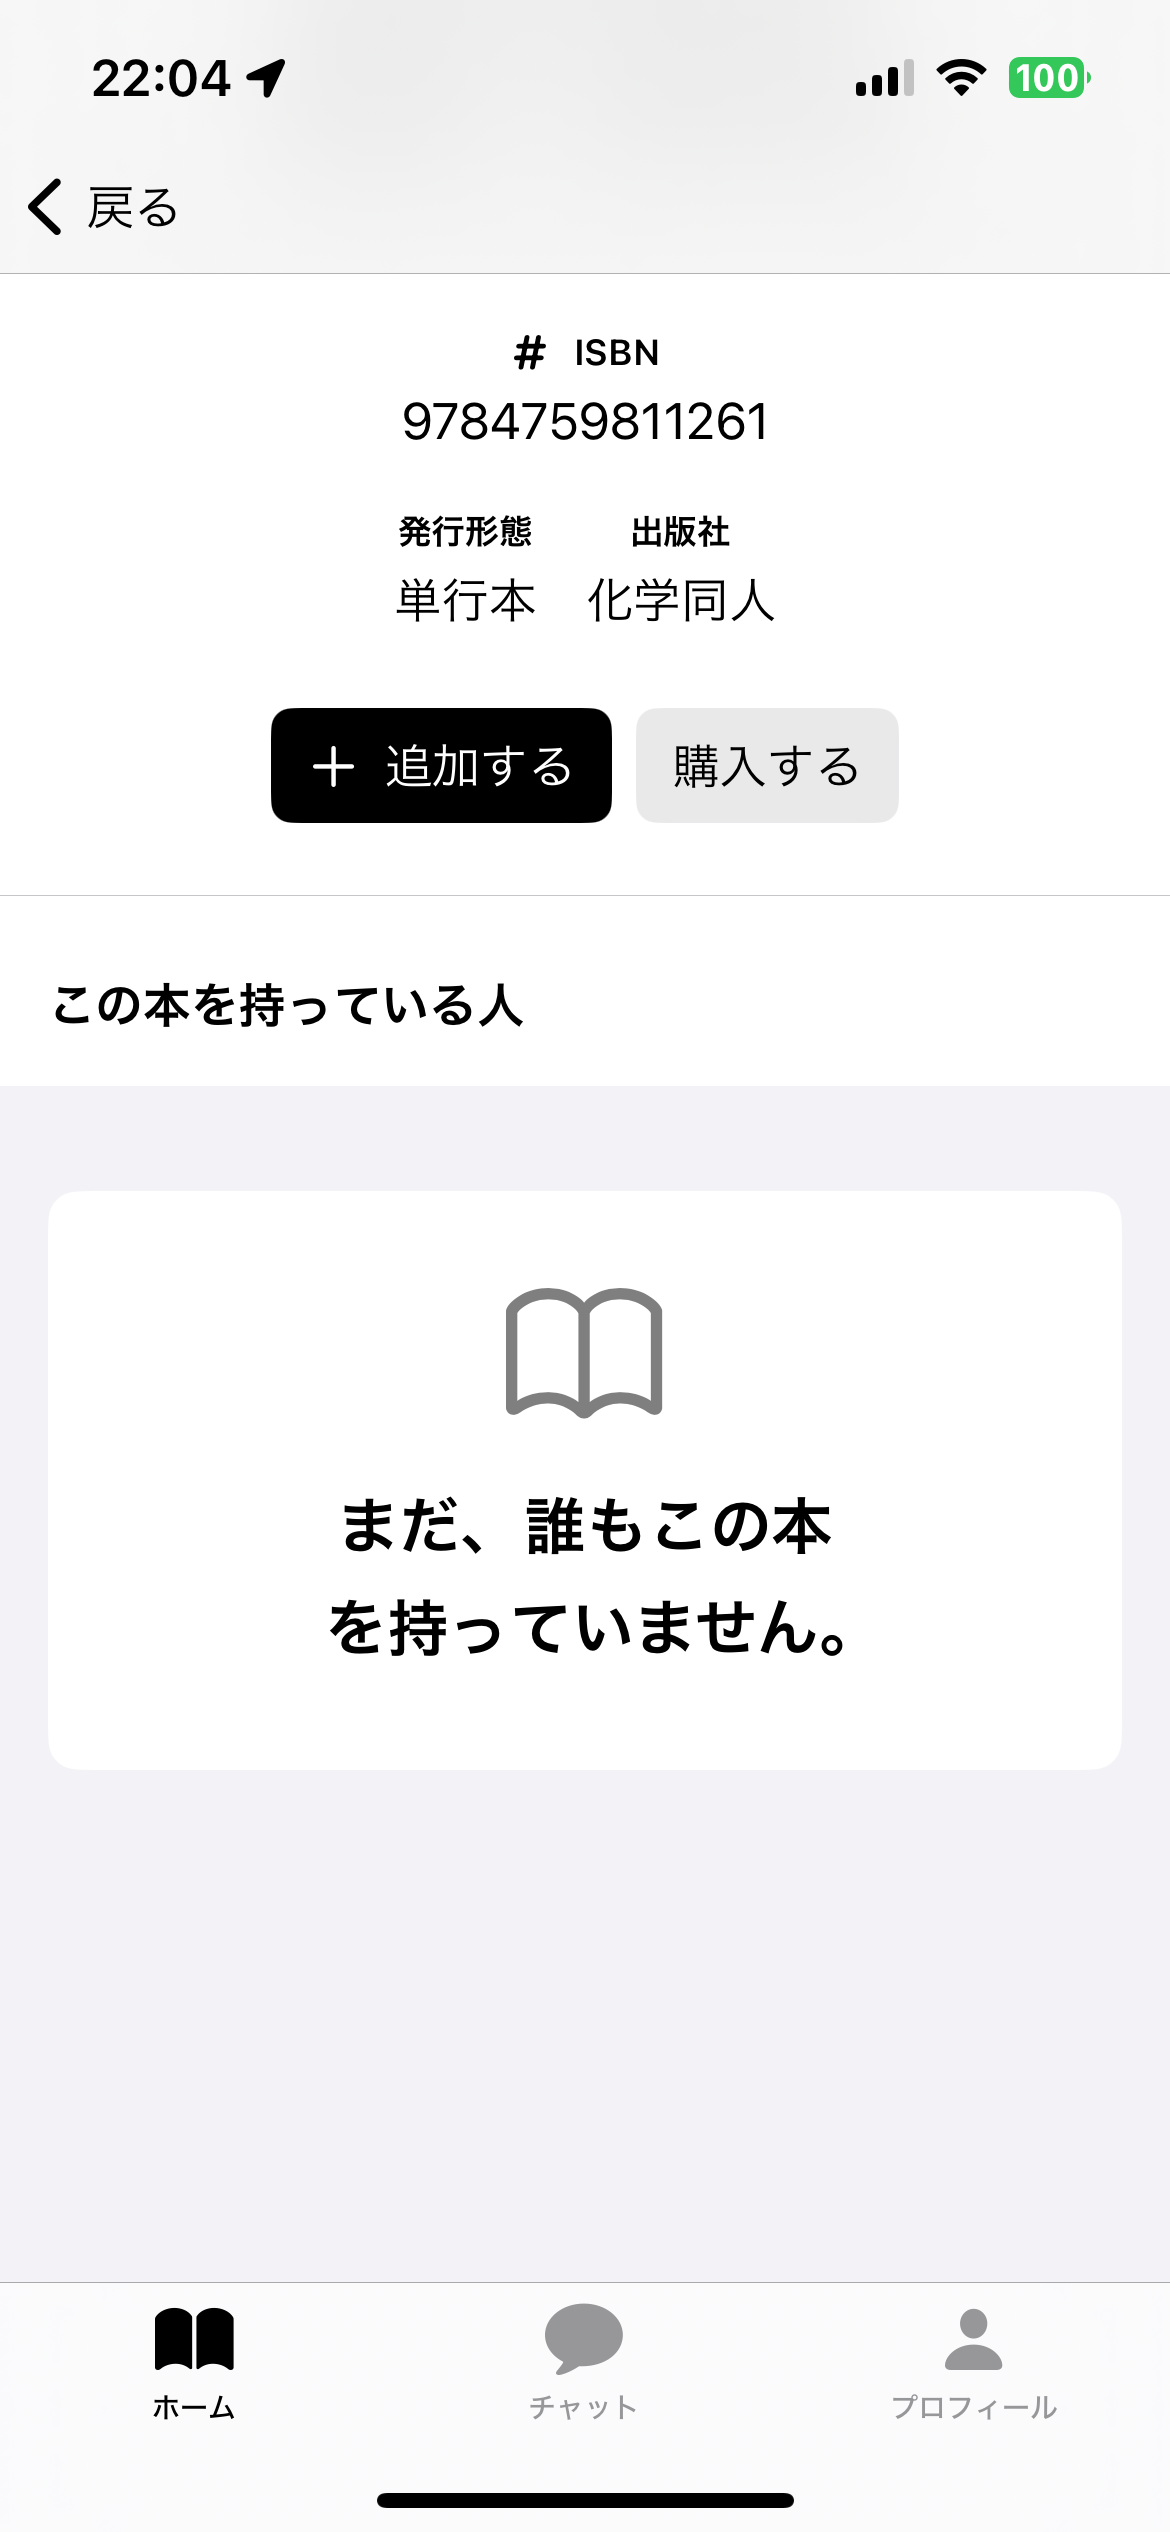 22:04
100
戻る
# ISBN
9784759811261
発行形態 出版社
単行本 化学同人
+ 追加する 購入する
この本を持っている人
まだ、誰もこの本
を持っていません。
ホーム チャット プロフィール